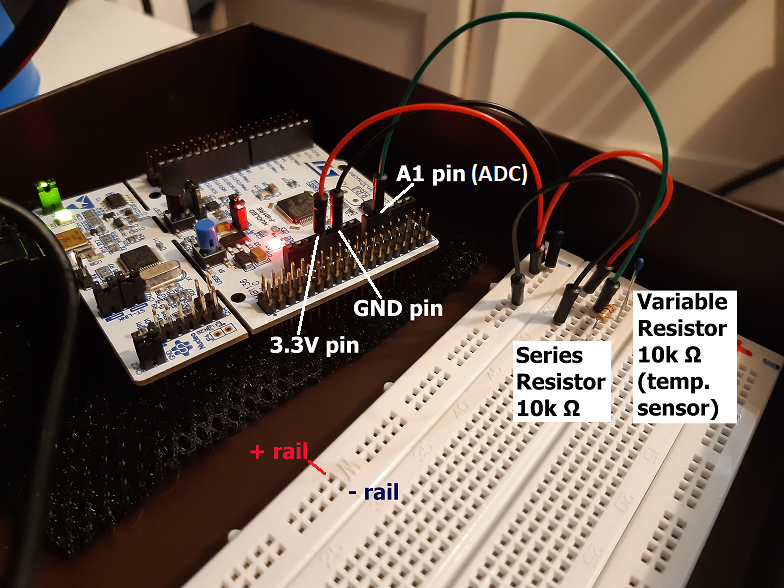 A1 pin (ADC)
GND pin
3.3V pin
Variable
Resistor
10k Ω
(temp.
sensor)
Series
Resistor
10k Ω
+ rail
- rail